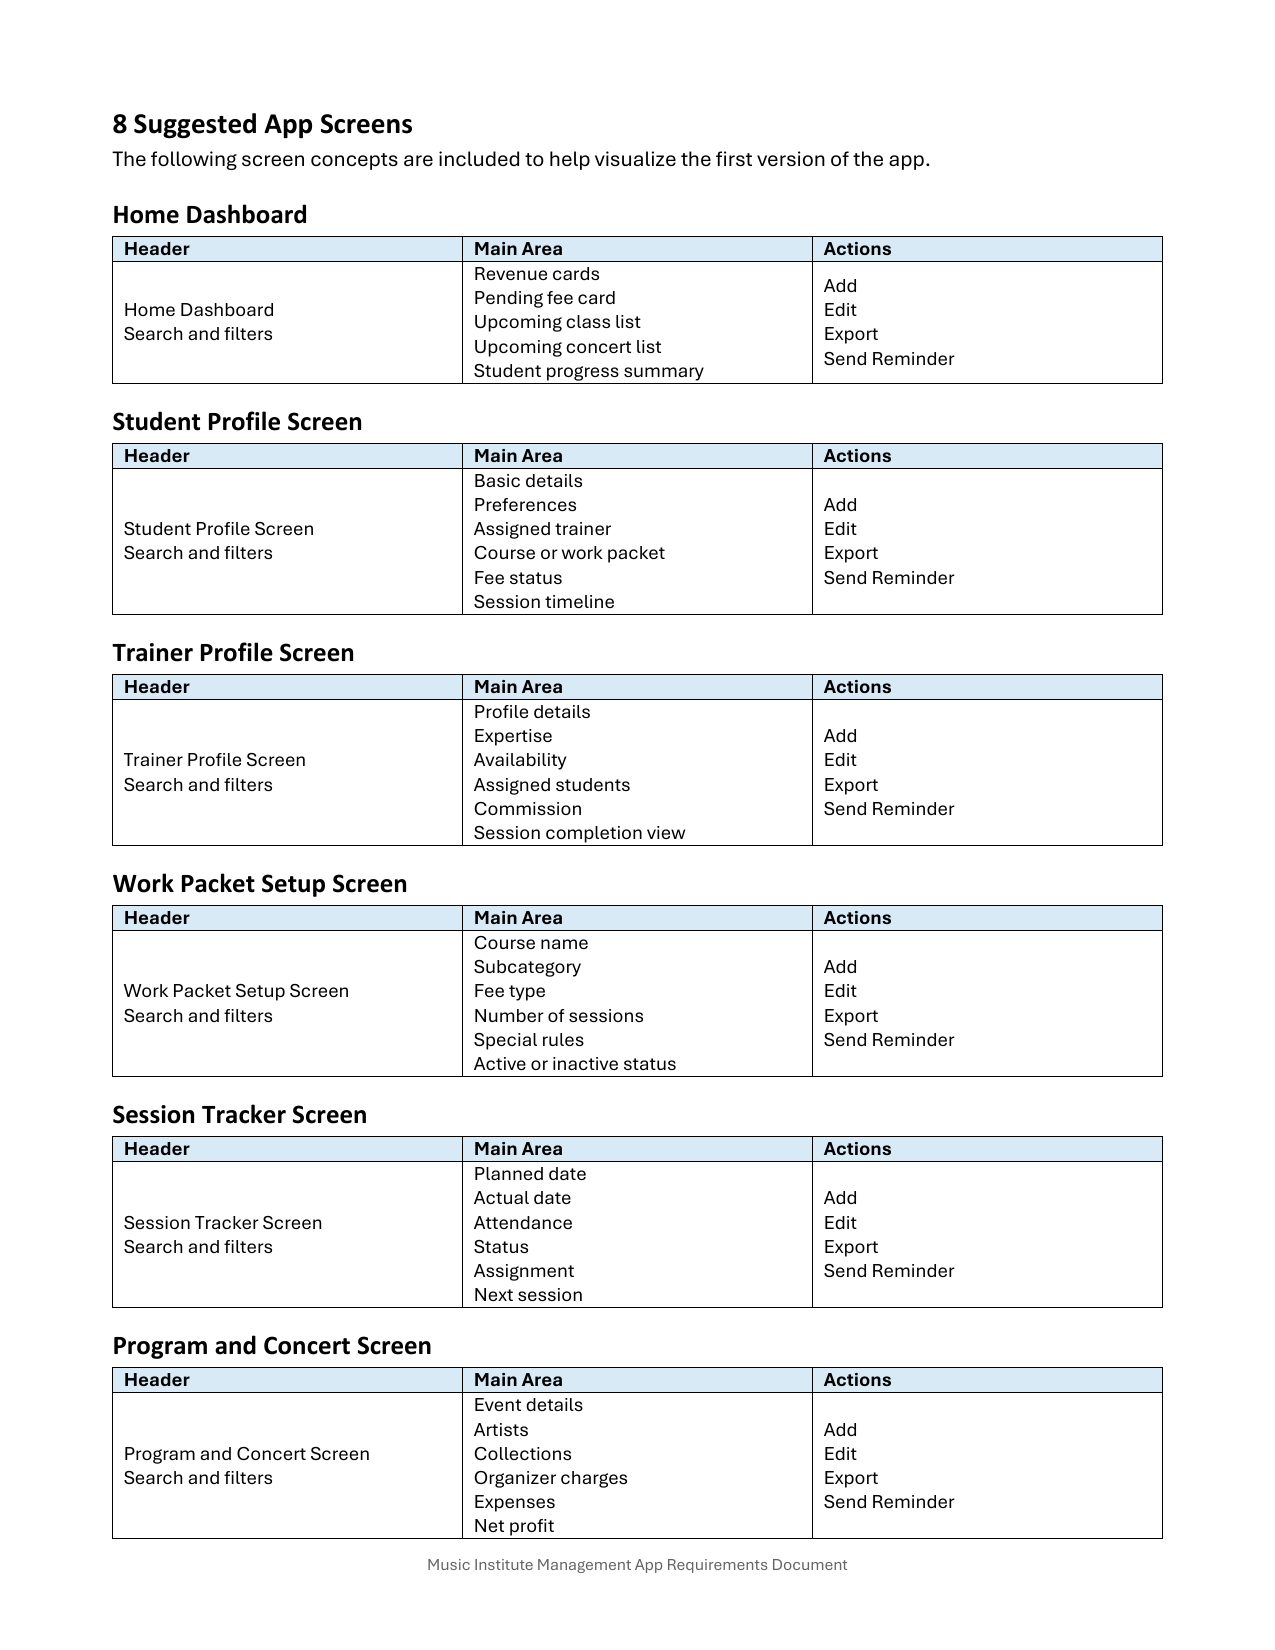 8 Suggested App Screens
The following screen concepts are included to help visualize the first version of the app.
Home Dashboard
Header Main Area Actions
Home Dashboard
Search and filters
Revenue cards
Pending fee card
Upcoming class list
Upcoming concert list
Student progress summary
Add
Edit
Export
Send Reminder
Student Profile Screen
Header Main Area Actions
Student Profile Screen
Search and filters
Basic details
Preferences
Assigned trainer
Course or work packet
Fee status
Session timeline
Add
Edit
Export
Send Reminder
Trainer Profile Screen
Header Main Area Actions
Trainer Profile Screen
Search and filters
Profile details
Expertise
Availability
Assigned students
Commission
Session completion view
Add
Edit
Export
Send Reminder
Work Packet Setup Screen
Header Main Area Actions
Work Packet Setup Screen
Search and filters
Course name
Subcategory
Fee type
Number of sessions
Special rules
Active or inactive status
Add
Edit
Export
Send Reminder
Session Tracker Screen
Header Main Area Actions
Session Tracker Screen
Search and filters
Planned date
Actual date
Attendance
Status
Assignment
Next session
Add
Edit
Export
Send Reminder
Program and Concert Screen
Header Main Area Actions
Program and Concert Screen
Search and filters
Event details
Artists
Collections
Organizer charges
Expenses
Net profit
Add
Edit
Export
Send Reminder
Music Institute Management App Requirements Document